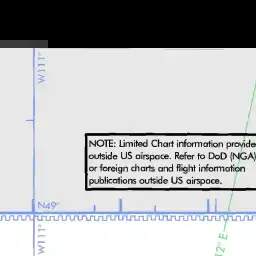 W111°
NOTE: Limited Chart information provide
outside US airspace. Refer to DoD (NGA)
or foreign charts and flight information
publications outside US airspace.
N49°
W111°
12° E